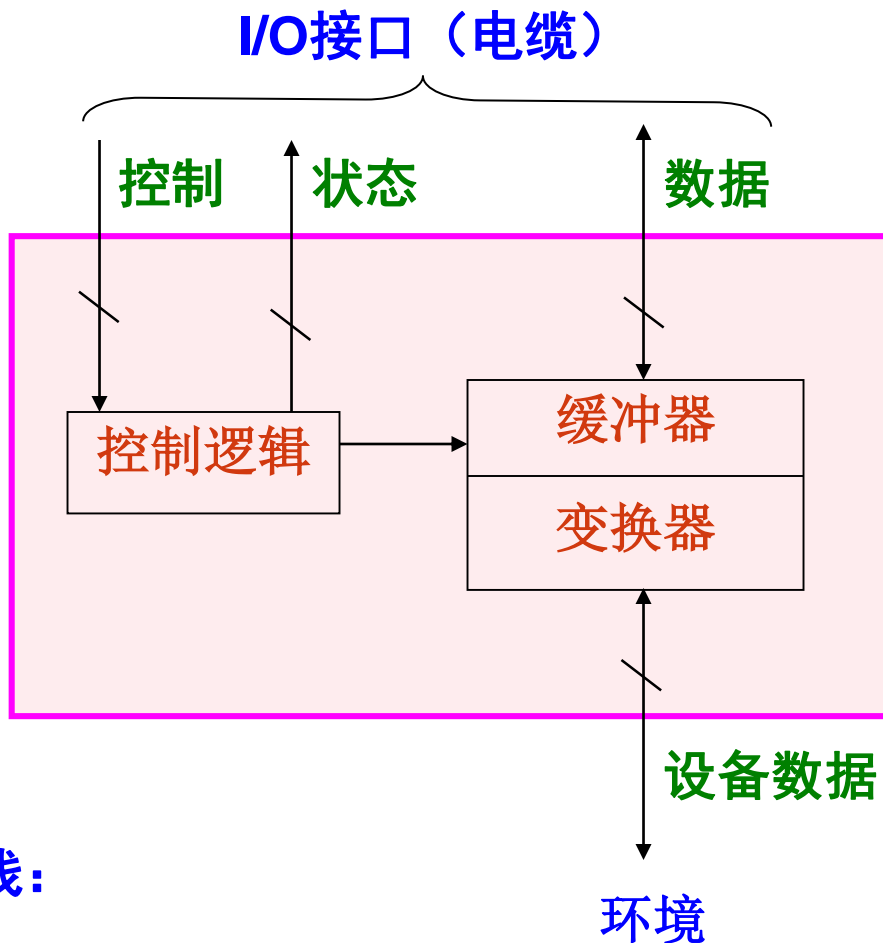 I/O接口（电缆）
控制 状态 数据
控制逻辑
缓冲器
变换器
设备数据
线：
环境